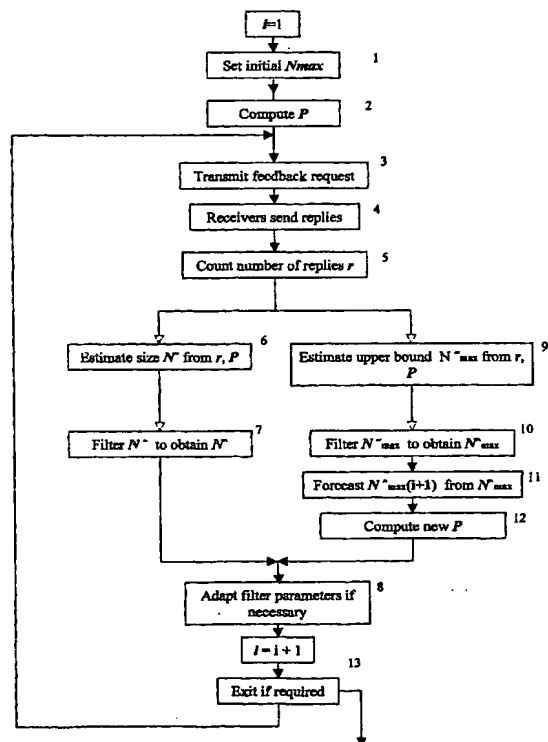 i=1
1
Set initial Nmax
2
Compute P
3
Transmit feedback request
4
Receivers send replies
5
Count number of replies r
6
Estimate size N~ from r, P
9
Estimate upper bound N~max from r,
P
7
Filter N~ to obtain N^
10
Filter N~max to obtain N^max
11
Forecast N^max(i+1) from N^max
12
Compute new P
8
Adapt filter parameters if
necessary
i = i + 1
13
Exit if required